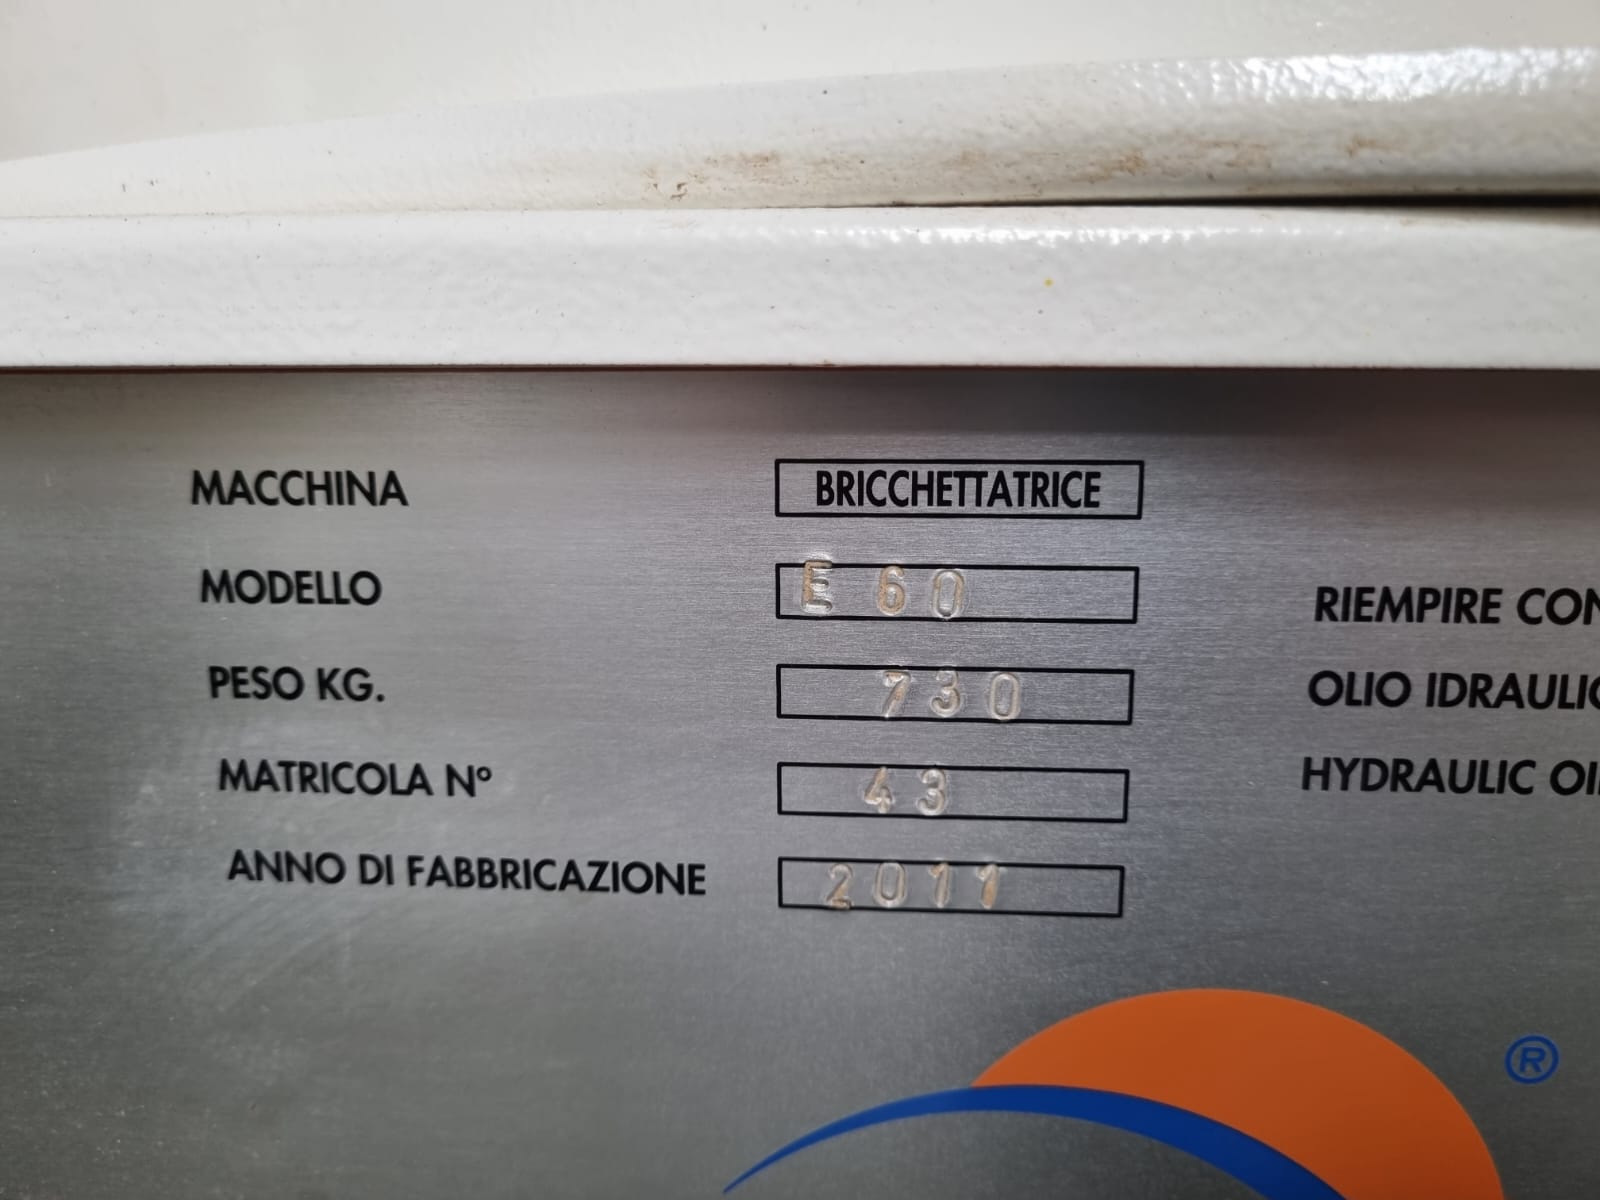 MACCHINA BRICCHETTATRICE
MODELLO E 60
PESO KG. 730
MATRICOLA Nº 43
ANNO DI FABBRICAZIONE 2011
RIEMPIRE CON
OLIO IDRAULIC
HYDRAULIC OI
®